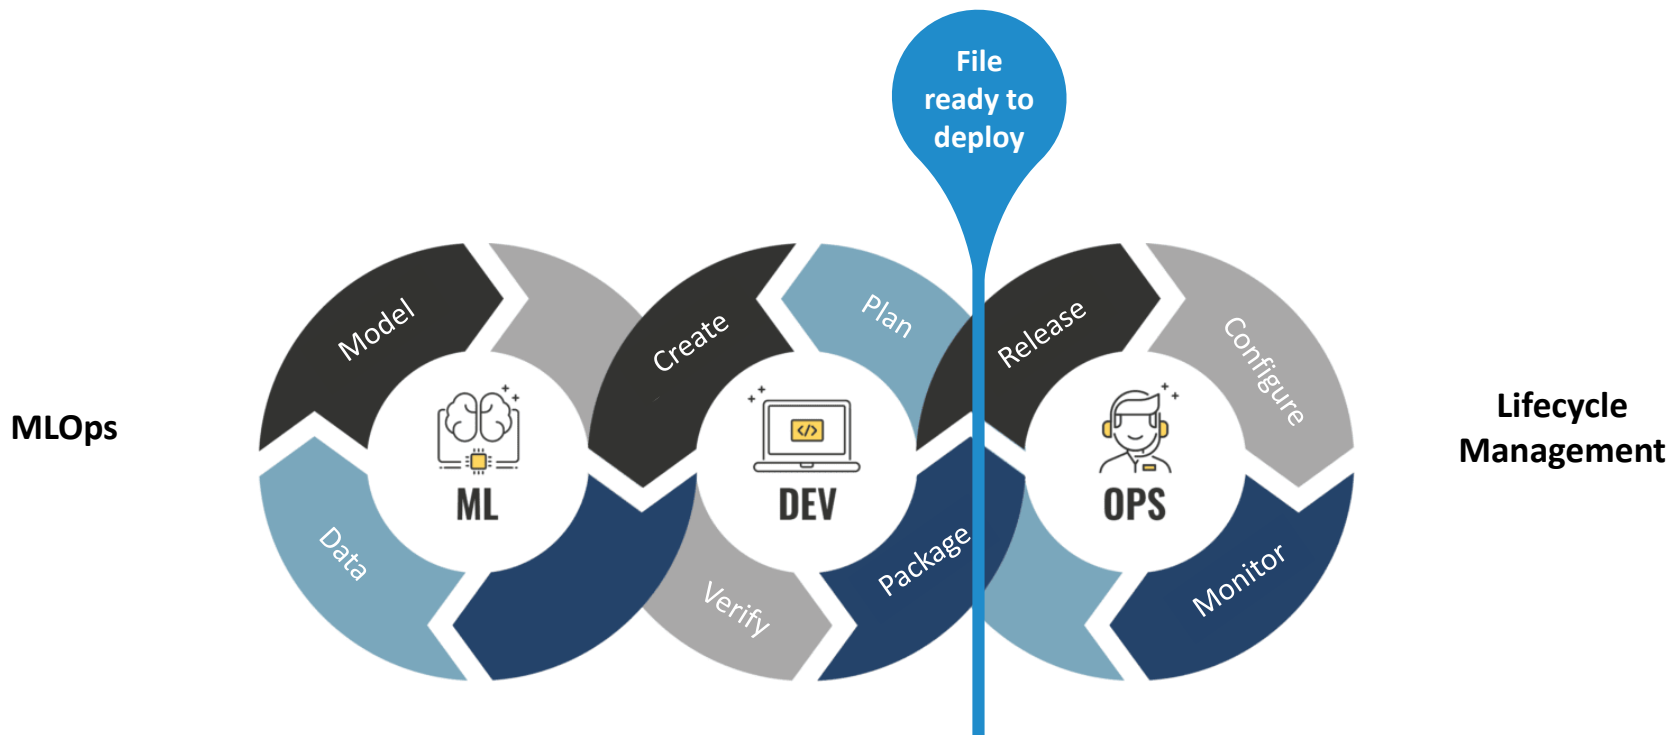 File
ready to
deploy
Model
Create
Plan
Release
Configure
MLOps
</>
ML
DEV
OPS
Lifecycle
Management
Data
Verify
Package
Monitor